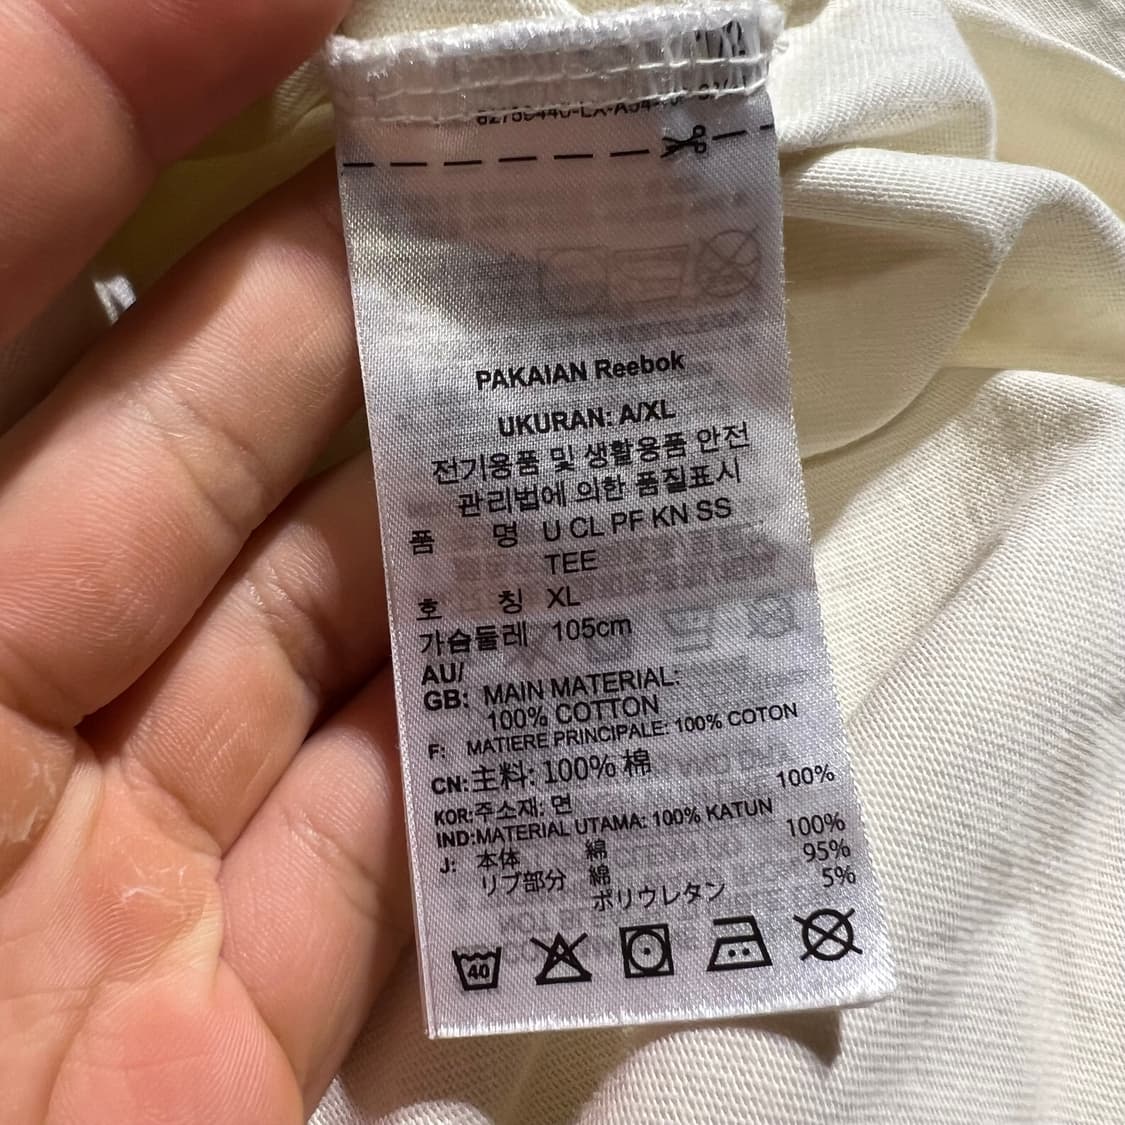 PAKAIAN Reebok
UKURAN: A/XL
전기용품 및 생활용품 안전
관리법에 의한 품질표시
품 명 U CL PF KN SS
TEE
호 칭 XL
가슴둘레 105cm
AU/
GB: MAIN MATERIAL:
100% COTTON
F: MATIERE PRINCIPALE: 100% COTON
CN:主料: 100% 棉
KOR:주소재: 면 100%
IND:MATERIAL UTAMA: 100% KATUN
J: 本体 綿 100%
リブ部分 綿 95%
ポリウレタン 5%
40